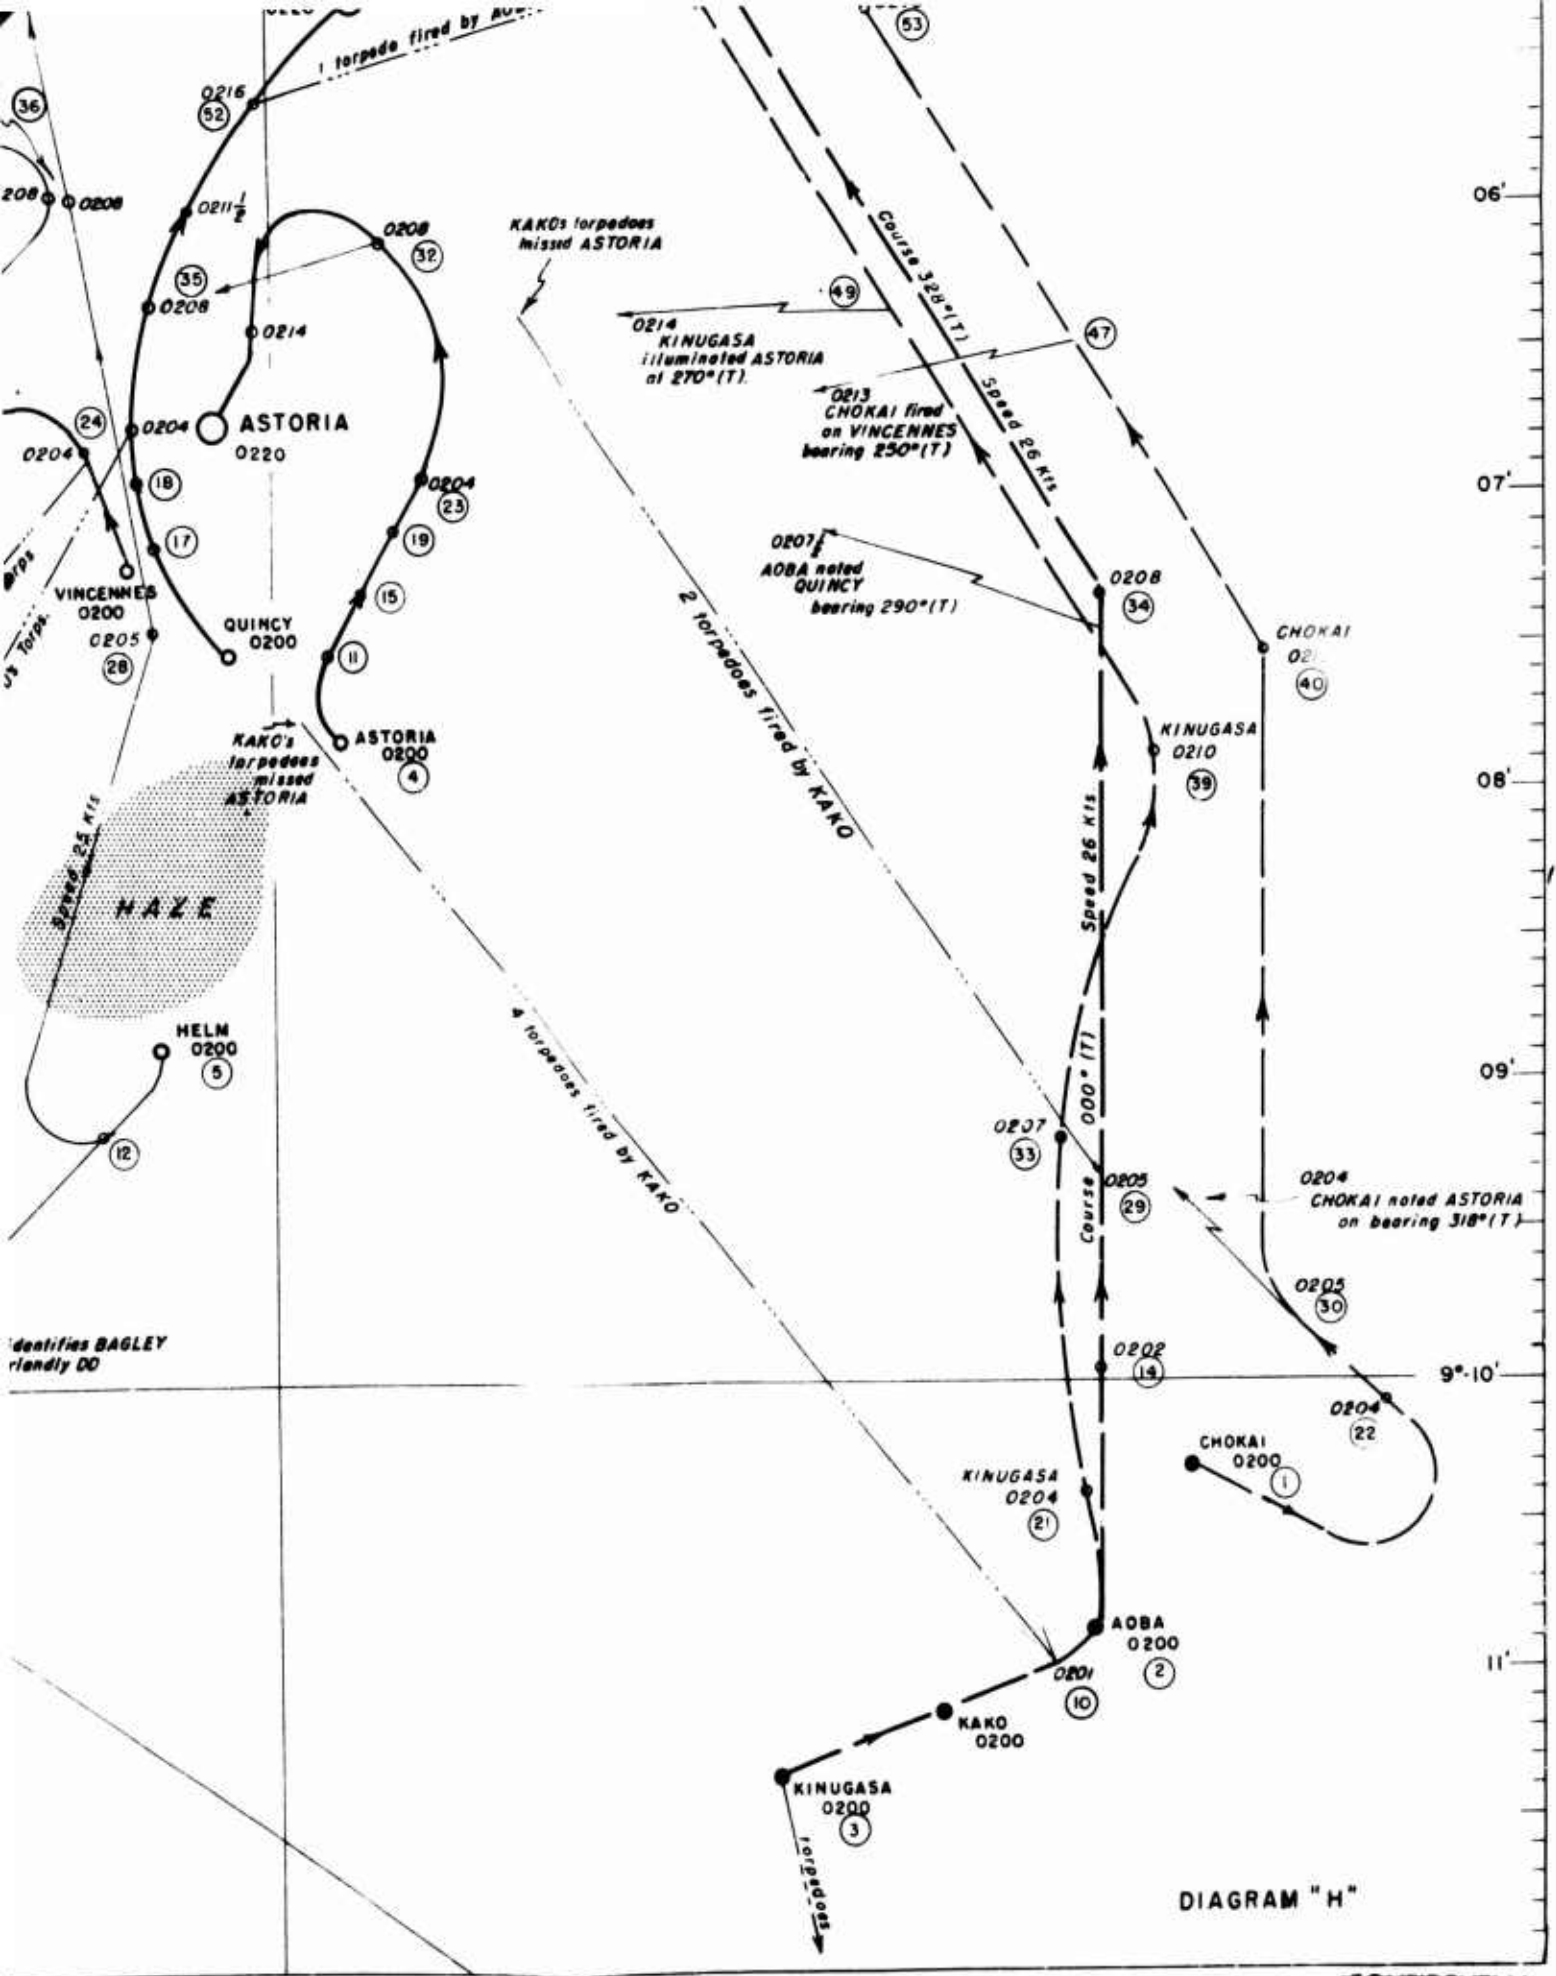 0220
1 torpedo fired by
53
36
0216
52
06'
208
0208
0211½
0208
32
KAKOs torpedoes
missed ASTORIA
Course 328°(T)
Speed 26 Kts
35
0208
49
0214
0214
KINUGASA
illuminated ASTORIA
at 270°(T).
47
0213
CHOKAI fired
on VINCENNES
bearing 250°(T)
24
0204
0204
ASTORIA
0220
07'
18
0204
23
17
19
0207½
AOBA noted
QUINCY
bearing 290°(T)
VINCENNES
0200
15
0208
34
0205
28
QUINCY
0200
11
2 torpedoes fired by KAKO
CHOKAI
40
Torps.
KAKO's
torpedoes
missed
ASTORIA
ASTORIA
0200
4
KINUGASA
0210
39
08'
Speed 25 Kts
HAZE
Speed 26 Kts
HELM
0200
5
4 torpedoes fired by KAKO
Course 000° (T)
09'
12
0207
33
0205
29
0204
CHOKAI noted ASTORIA
on bearing 318°(T)
0205
30
identifies BAGLEY
DD
0202
14
9°-10'
0204
22
CHOKAI
0200
1
KINUGASA
0204
21
AOBA
0200
2
11'
0201
10
KAKO
0200
KINUGASA
0200
3
torpedoes
DIAGRAM "H"